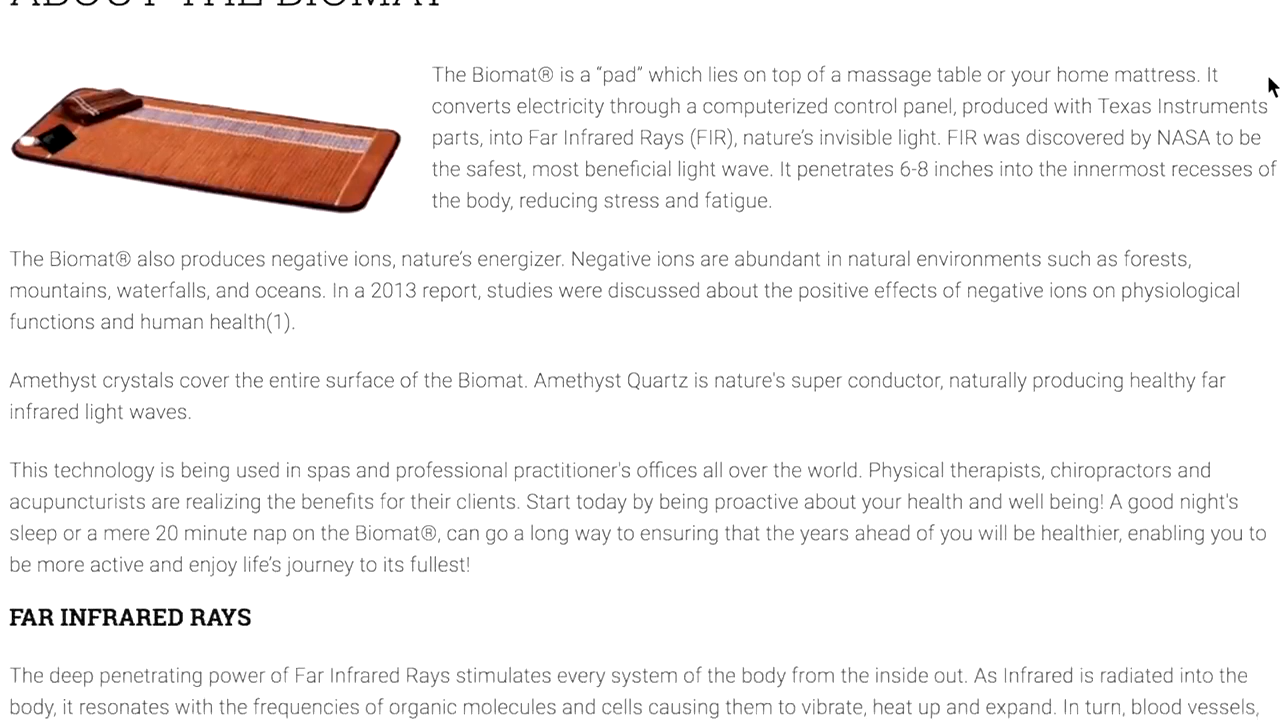 ABOUT THE BIOMAT
The Biomat® is a “pad” which lies on top of a massage table or your home mattress. It
converts electricity through a computerized control panel, produced with Texas Instruments
parts, into Far Infrared Rays (FIR), nature’s invisible light. FIR was discovered by NASA to be
the safest, most beneficial light wave. It penetrates 6-8 inches into the innermost recesses of
the body, reducing stress and fatigue.
The Biomat® also produces negative ions, nature’s energizer. Negative ions are abundant in natural environments such as forests,
mountains, waterfalls, and oceans. In a 2013 report, studies were discussed about the positive effects of negative ions on physiological
functions and human health(1).
Amethyst crystals cover the entire surface of the Biomat. Amethyst Quartz is nature's super conductor, naturally producing healthy far
infrared light waves.
This technology is being used in spas and professional practitioner's offices all over the world. Physical therapists, chiropractors and
acupuncturists are realizing the benefits for their clients. Start today by being proactive about your health and well being! A good night's
sleep or a mere 20 minute nap on the Biomat®, can go a long way to ensuring that the years ahead of you will be healthier, enabling you to
be more active and enjoy life’s journey to its fullest!
FAR INFRARED RAYS
The deep penetrating power of Far Infrared Rays stimulates every system of the body from the inside out. As Infrared is radiated into the
body, it resonates with the frequencies of organic molecules and cells causing them to vibrate, heat up and expand. In turn, blood vessels,